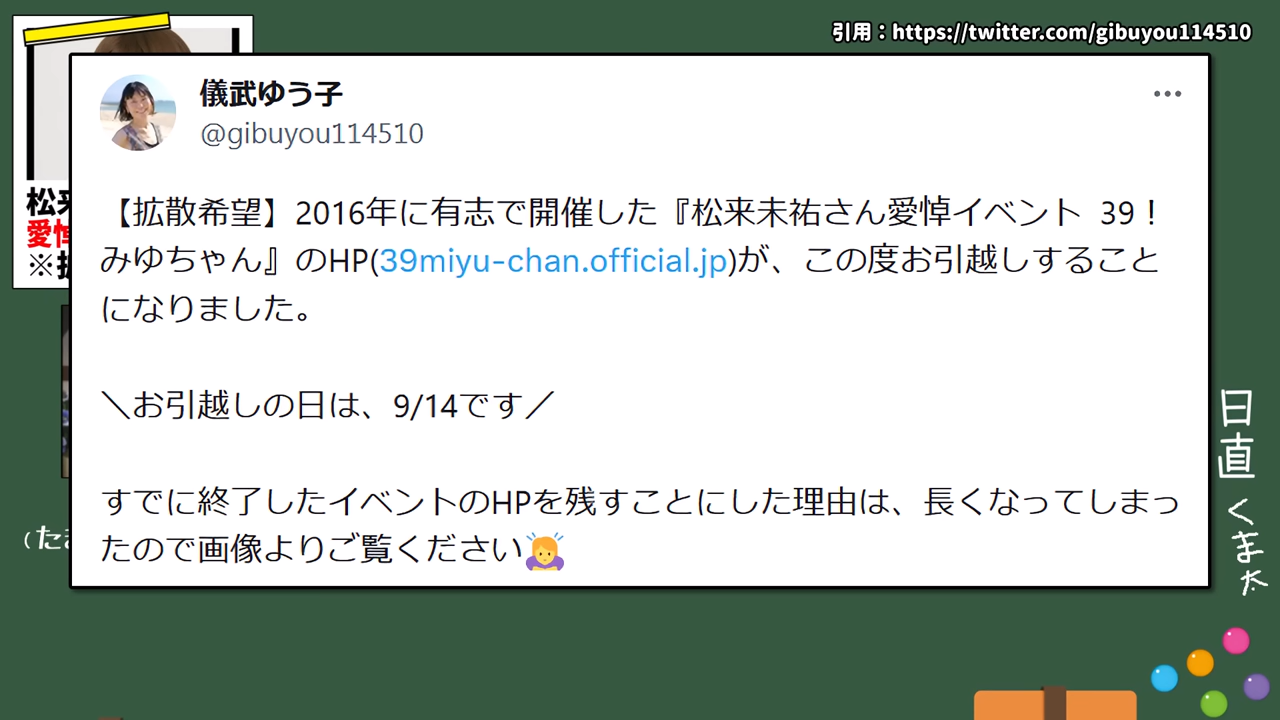 引用：https://twitter.com/gibuyou114510
儀武ゆう子
@gibuyou114510
【拡散希望】2016年に有志で開催した『松来未祐さん愛悼イベント 39！
みゆちゃん』のHP(39miyu-chan.official.jp)が、この度お引越しすること
になりました。
＼お引越しの日は、9/14です／
すでに終了したイベントのHPを残すことにした理由は、長くなってしまっ
たので画像よりご覧ください🙇
松来
愛悼
※拡
（たま
日直
くま太